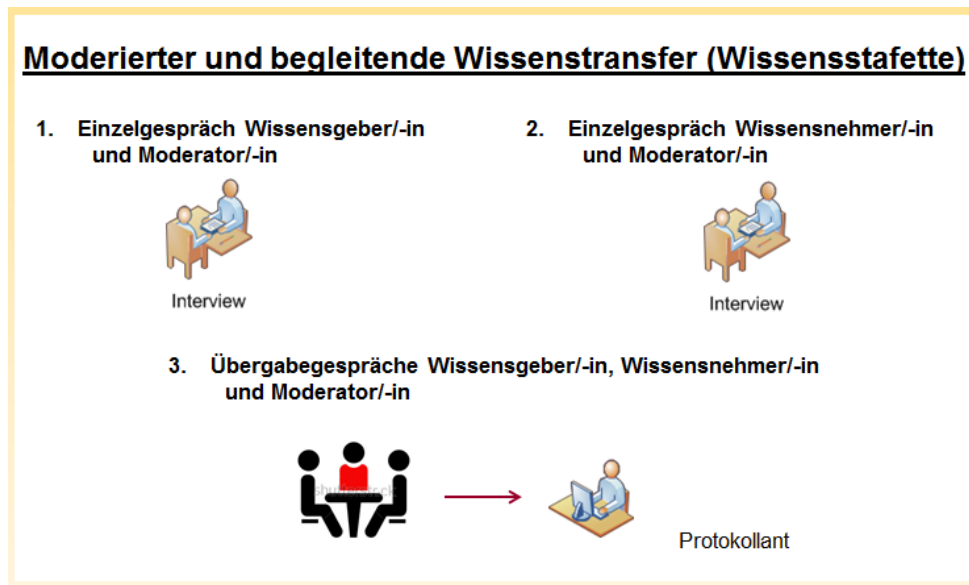 Moderierter und begleitende Wissenstransfer (Wissensstafette)
1. Einzelgespräch Wissensgeber/-in
und Moderator/-in
Interview
2. Einzelgespräch Wissensnehmer/-in
und Moderator/-in
Interview
3. Übergabegespräche Wissensgeber/-in, Wissensnehmer/-in
und Moderator/-in
Protokollant